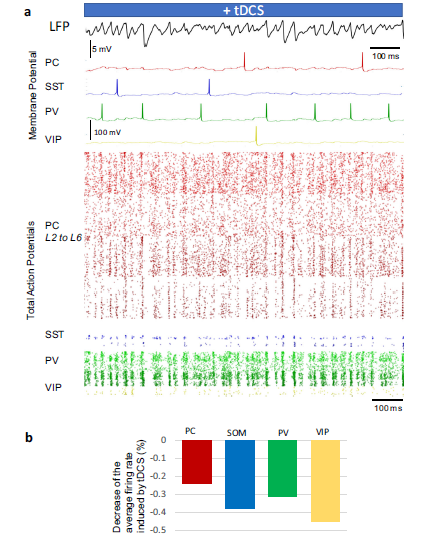 a
+ tDCS
LFP
5 mV
100 ms
Membrane Potential
PC
SST
PV
100 mV
VIP
Total Action Potentials
PC
L2 to L6
SST
PV
VIP
100 ms
b
PC SOM PV VIP
Decrease of the
average firing rate
induced by tDCS (%)
0
-0.1
-0.2
-0.3
-0.4
-0.5